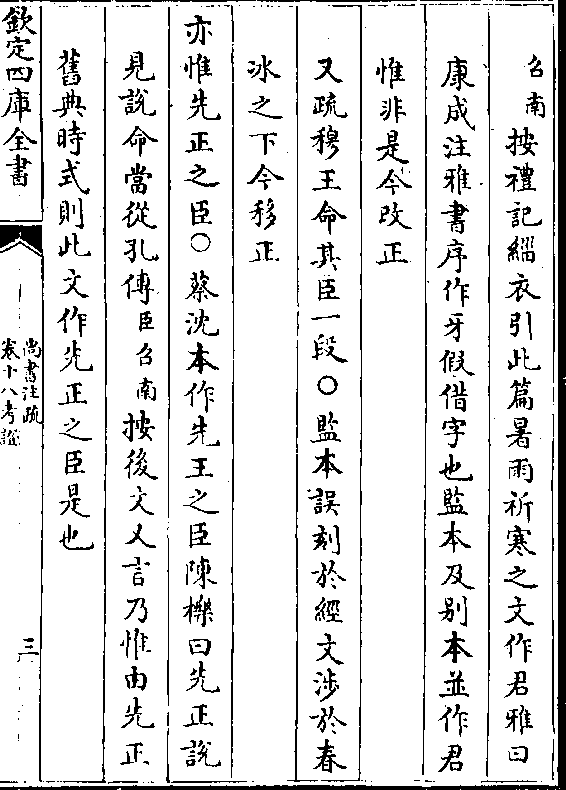 召南按禮記緇衣引此篇暑雨祈寒之文作君雅曰
康成注雅書序作牙假借字也監本及别本並作君
惟非是今改正
又疏穆王命其臣一段○監本誤刻於經文涉於春
冰之下今移正
亦惟先正之臣○蔡沈本作先王之臣陳櫟曰先正說
見說命當從孔傳臣召南按後文又言乃惟由先正
舊典時式則此文作先正之臣是也
欽定四庫全書
尚書注疏
卷十八考證
三